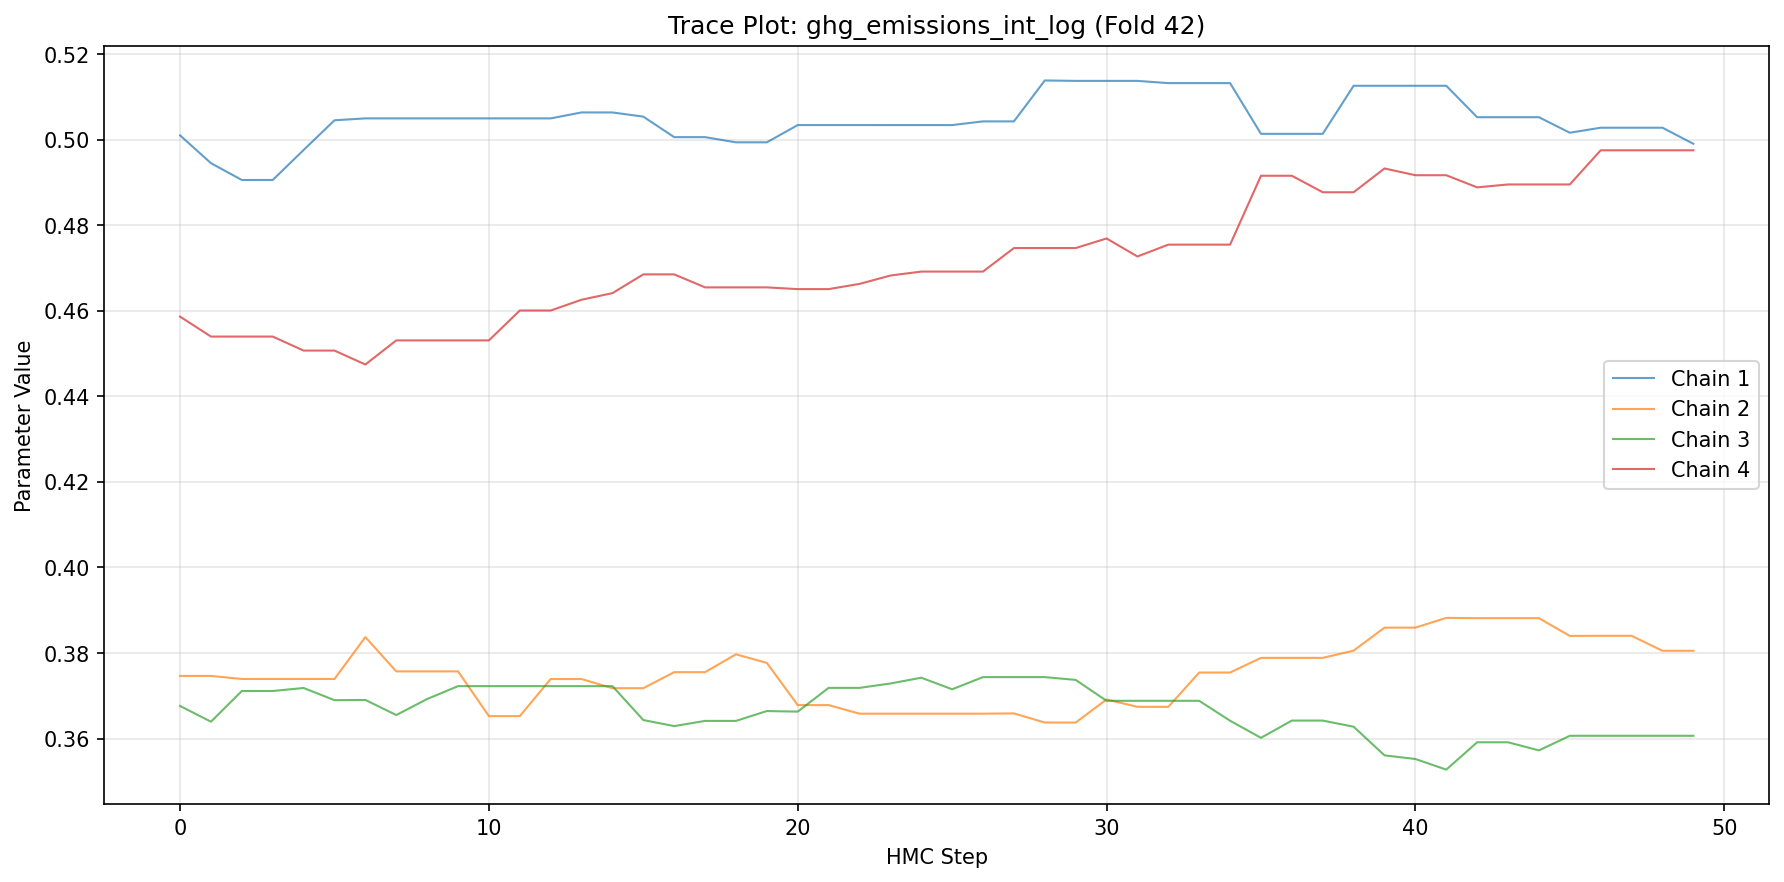 Trace Plot: ghg_emissions_int_log (Fold 42)
Parameter Value
0.52
0.50
0.48
0.46
0.44
0.42
0.40
0.38
0.36
Chain 1
Chain 2
Chain 3
Chain 4
0 10 20 30 40 50
HMC Step